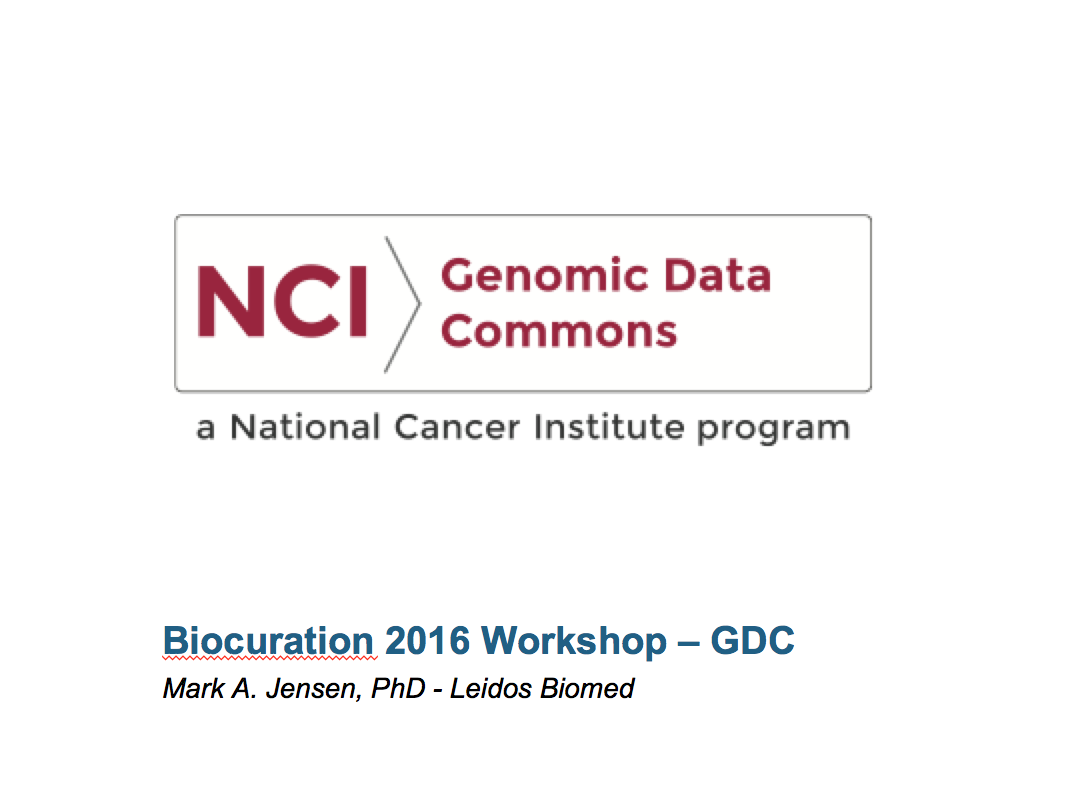 NCI
Genomic Data
Commons
a National Cancer Institute program
Biocuration 2016 Workshop – GDC
Mark A. Jensen, PhD - Leidos Biomed